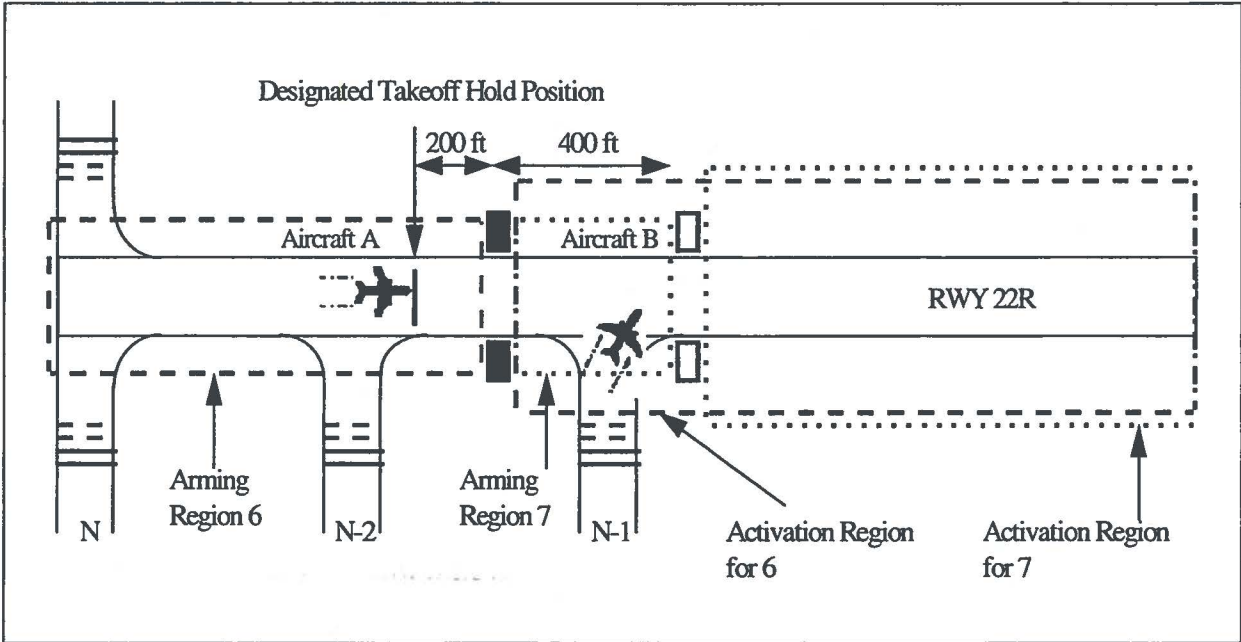 Designated Takeoff Hold Position
200 ft
400 ft
Aircraft A
Aircraft B
RWY 22R
Arming
Region 6
Arming
Region 7
N
N-2
N-1
Activation Region
for 6
Activation Region
for 7